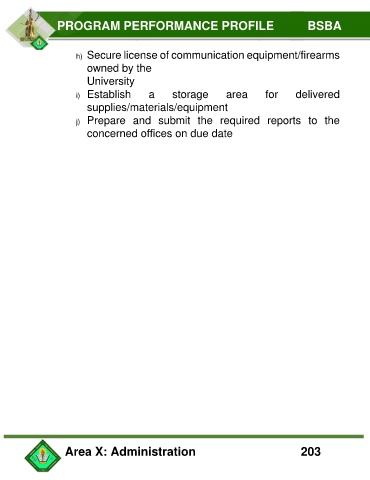 PROGRAM PERFORMANCE PROFILE BSBA
h) Secure license of communication equipment/firearms
owned by the
University
i) Establish a storage area for delivered
supplies/materials/equipment
j) Prepare and submit the required reports to the
concerned offices on due date
Area X: Administration 203